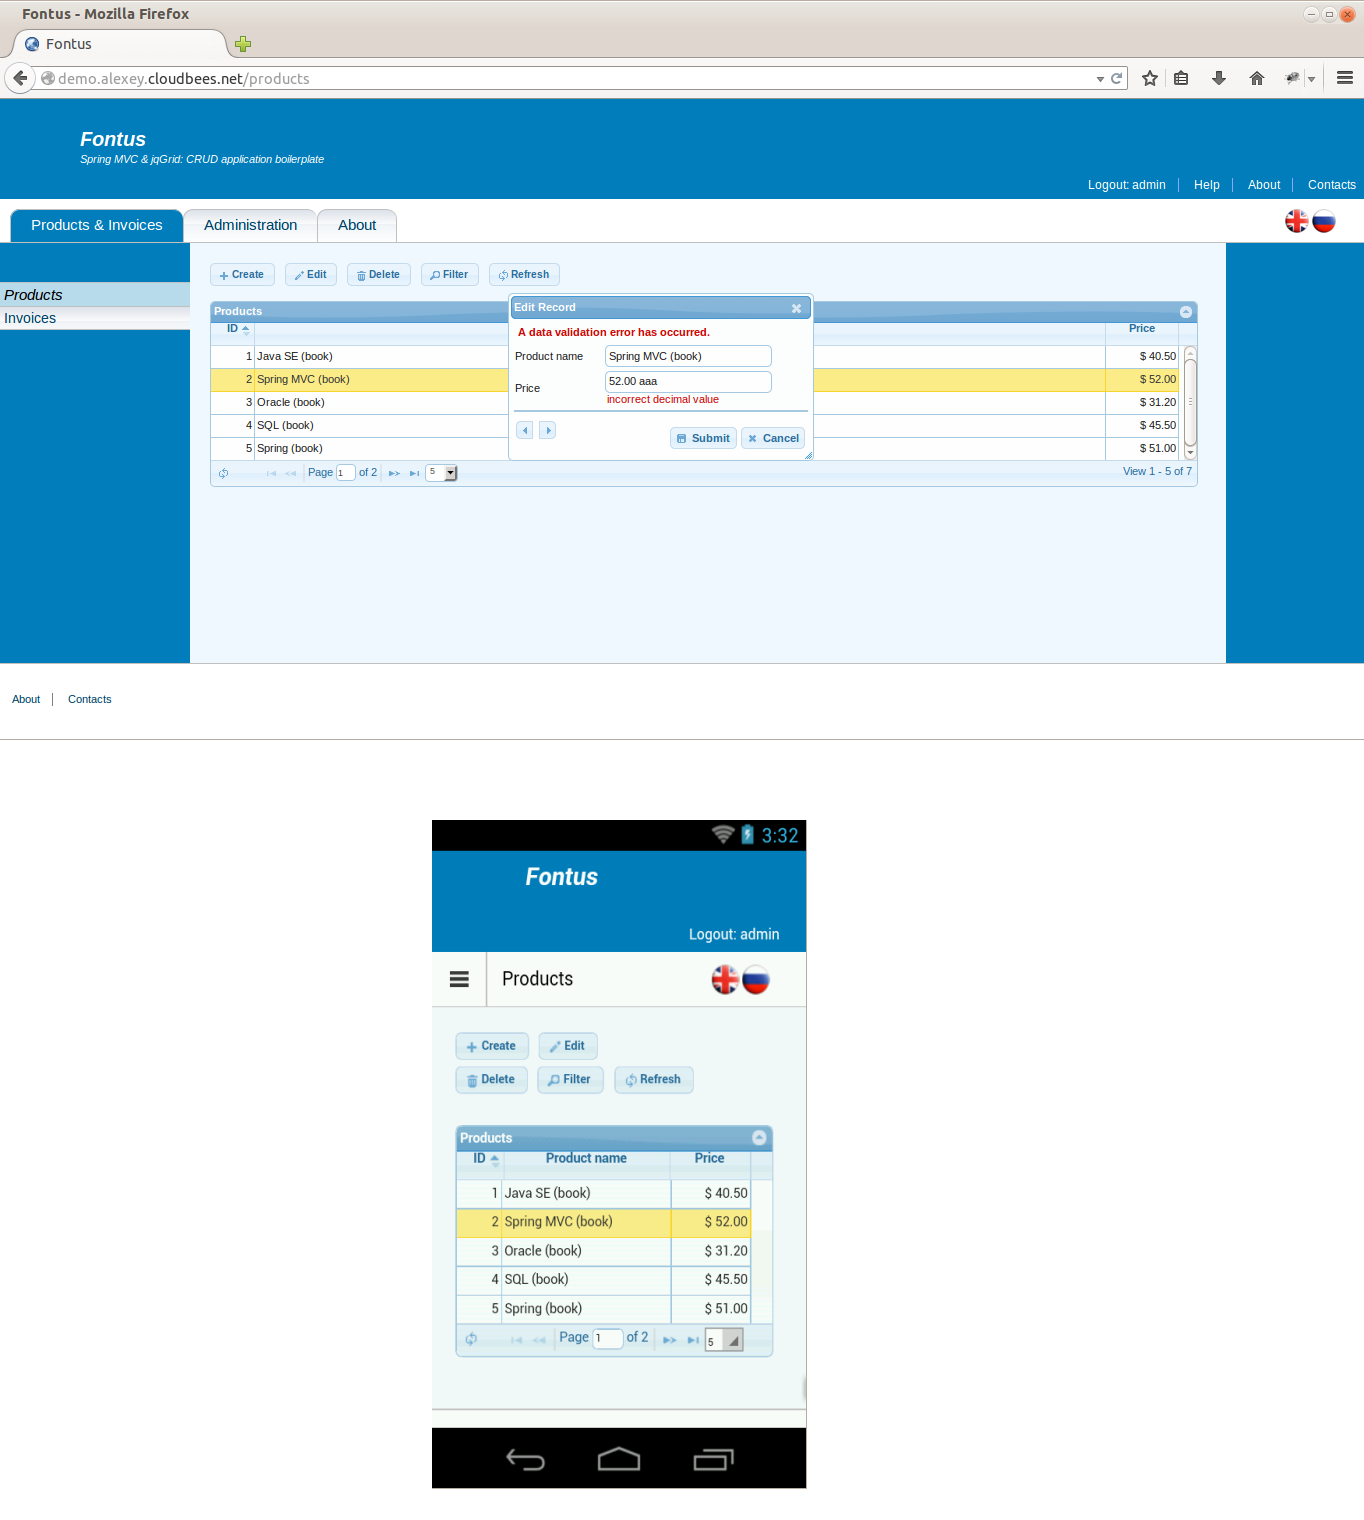 Fontus - Mozilla Firefox
Fontus
demo.alexey.cloudbees.net/products
Fontus
Spring MVC & jqGrid: CRUD application boilerplate
Logout: admin Help About Contacts
Products & Invoices Administration About
Products
Invoices
Create Edit Delete Filter Refresh
Products
ID Price
1 Java SE (book) $ 40.50
2 Spring MVC (book) $ 52.00
3 Oracle (book) $ 31.20
4 SQL (book) $ 45.50
5 Spring (book) $ 51.00
Page 1 of 2 5 View 1 - 5 of 7
Edit Record
A data validation error has occurred.
Product name Spring MVC (book)
Price 52.00 aaa
incorrect decimal value
Submit Cancel
About Contacts
3:32
Fontus
Logout: admin
Products
Create Edit
Delete Filter Refresh
Products
ID Product name Price
1 Java SE (book) $ 40.50
2 Spring MVC (book) $ 52.00
3 Oracle (book) $ 31.20
4 SQL (book) $ 45.50
5 Spring (book) $ 51.00
Page 1 of 2 5